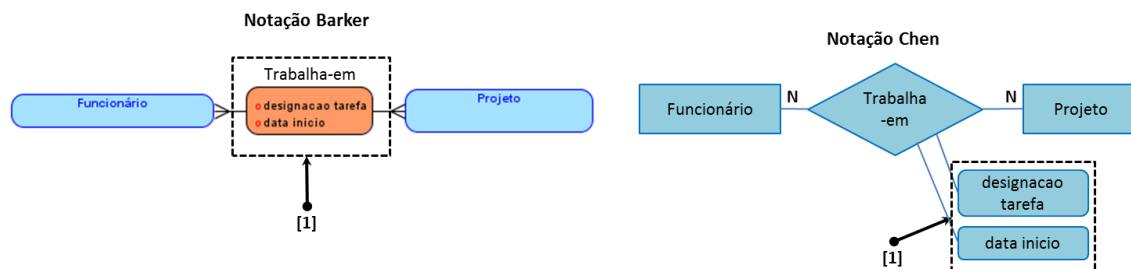 Notação Barker
Trabalha-em
Funcionário
designacao tarefa
data inicio
Projeto
[1]
Notação Chen
Funcionário
N
Trabalha
-em
N
Projeto
designacao
tarefa
data inicio
[1]